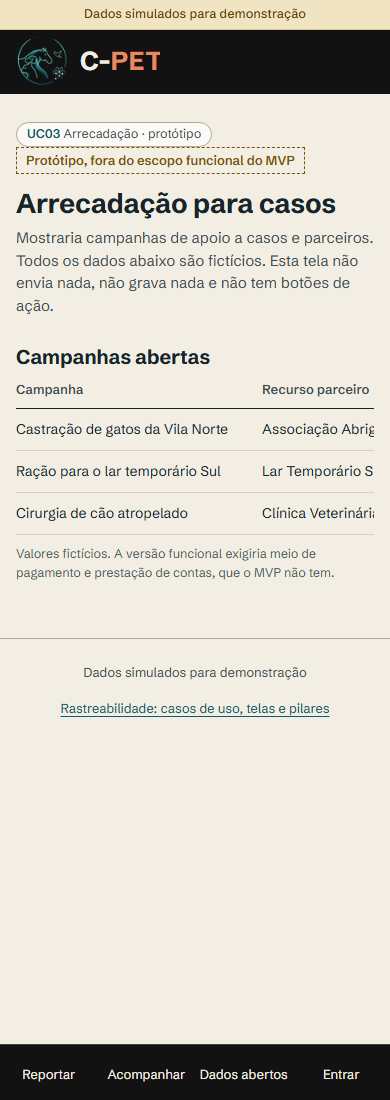 Dados simulados para demonstração
C-PET
UC03 Arrecadação · protótipo
Protótipo, fora do escopo funcional do MVP
Arrecadação para casos
Mostraria campanhas de apoio a casos e parceiros.
Todos os dados abaixo são fictícios. Esta tela não
envia nada, não grava nada e não tem botões de
ação.
Campanhas abertas
Campanha Recurso parceiro
Castração de gatos da Vila Norte Associação Abrig
Ração para o lar temporário Sul Lar Temporário S
Cirurgia de cão atropelado Clínica Veterinária
Valores fictícios. A versão funcional exigiria meio de
pagamento e prestação de contas, que o MVP não tem.
Dados simulados para demonstração
Rastreabilidade: casos de uso, telas e pilares
Reportar Acompanhar Dados abertos Entrar